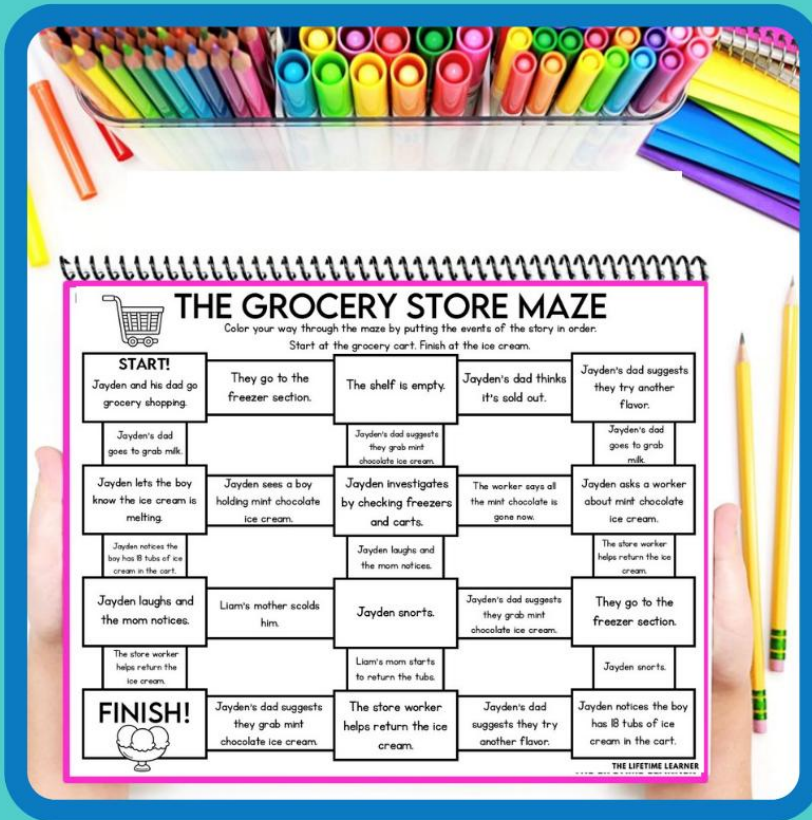 THE GROCERY STORE MAZE
Color your way through the maze by putting the events of the story in order.
Start at the grocery cart. Finish at the ice cream.
START!
Jayden and his dad go
grocery shopping.
They go to the
freezer section.
The shelf is empty.
Jayden's dad thinks
it's sold out.
Jayden's dad suggests
they try another
flavor.
Jayden's dad
goes to grab milk.
Jayden's dad suggests
they grab mint
chocolate ice cream.
Jayden's dad
goes to grab
milk.
Jayden lets the boy
know the ice cream is
melting.
Jayden sees a boy
holding mint chocolate
ice cream.
Jayden investigates
by checking freezers
and carts.
The worker says all
the mint chocolate is
gone now.
Jayden asks a worker
about mint chocolate
ice cream.
Jayden notices the
boy has 18 tubs of ice
cream in the cart.
Jayden laughs and
the mom notices.
The store worker
helps return the ice
cream.
Jayden laughs and
the mom notices.
Liam's mother scolds
him.
Jayden snorts.
Jayden's dad suggests
they grab mint
chocolate ice cream.
They go to the
freezer section.
The store worker
helps return the
ice cream.
Liam's mom starts
to return the tubs.
Jayden snorts.
FINISH!
Jayden's dad suggests
they grab mint
chocolate ice cream.
The store worker
helps return the ice
cream.
Jayden's dad
suggests they try
another flavor.
Jayden notices the boy
has 18 tubs of ice
cream in the cart.
THE LIFETIME LEARNER